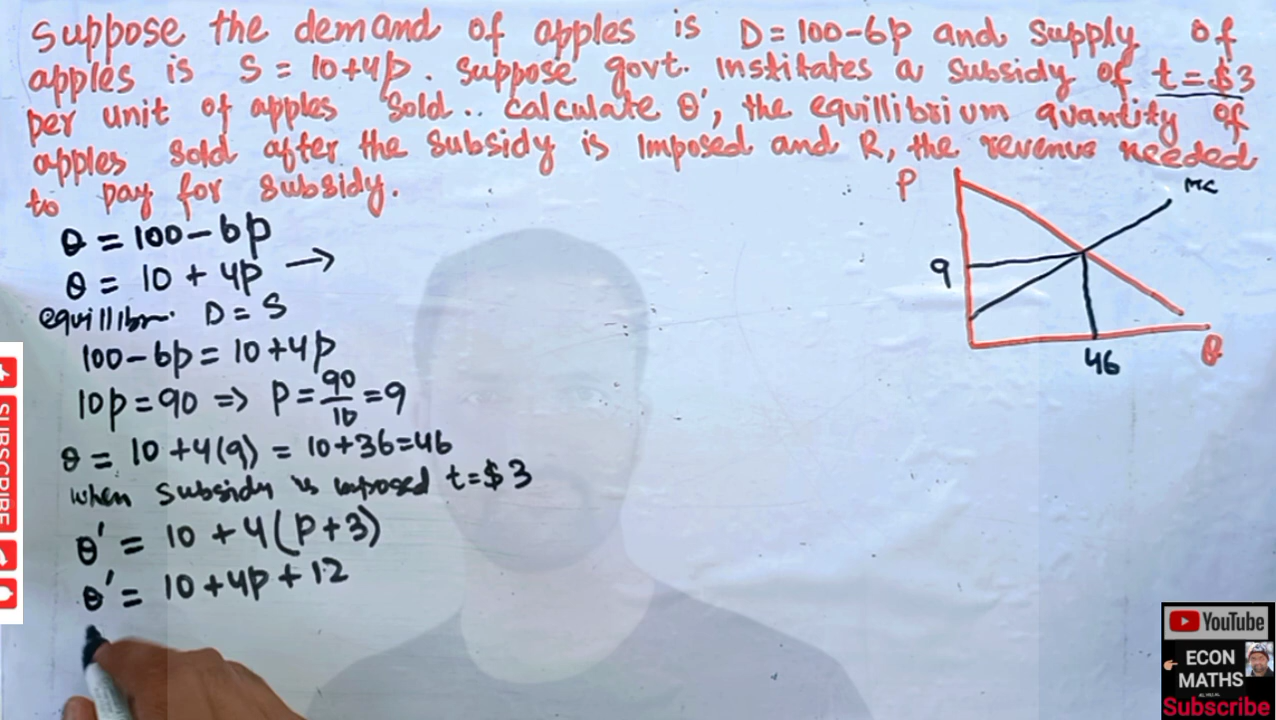 Suppose the demand of apples is D = 100-6p and supply of
apples is S = 10+4p. Suppose govt. institates a subsidy of t = $3
per unit of apples sold.. calculate θ', the equillibrium quantity of
apples sold after the subsidy is imposed and R, the revenue needed
to pay for subsidy.
θ = 100-6p
θ = 10 + 4p →
equillibr. D = S
100-6p = 10+4p
10p = 90 => p = 90/10 = 9
θ = 10 +4(9) = 10+36=46
when subsidy is imposed t=$3
θ' = 10 + 4(p+3)
θ' = 10 +4p + 12
P
MC
9
46
θ
SUBSCRIBE
YouTube
ECON
MATHS
Subscribe